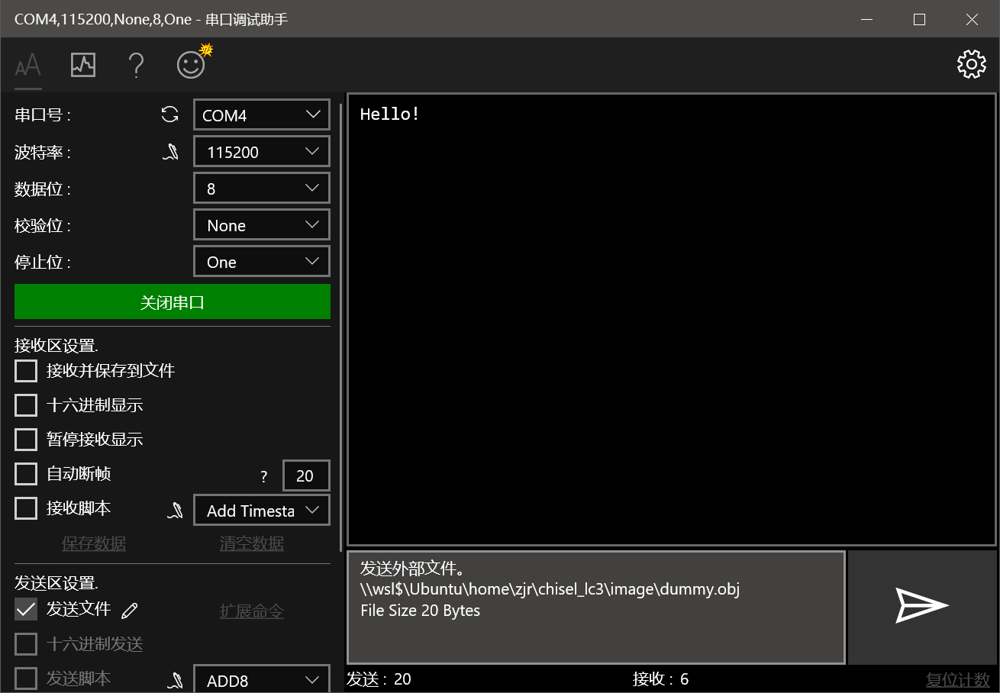 COM4,115200,None,8,One - 串口调试助手
串口号 :
COM4
波特率 :
115200
数据位 :
8
校验位 :
None
停止位 :
One
关闭串口
接收区设置.
接收并保存到文件
十六进制显示
暂停接收显示
自动断帧
?
20
接收脚本
Add Timesta
保存数据
清空数据
发送区设置.
发送文件
扩展命令
十六进制发送
发送脚本
ADD8
Hello!
发送外部文件。
\\wsl$\Ubuntu\home\zjr\chisel_lc3\image\dummy.obj
File Size 20 Bytes
发送 : 20
接收 : 6
复位计数